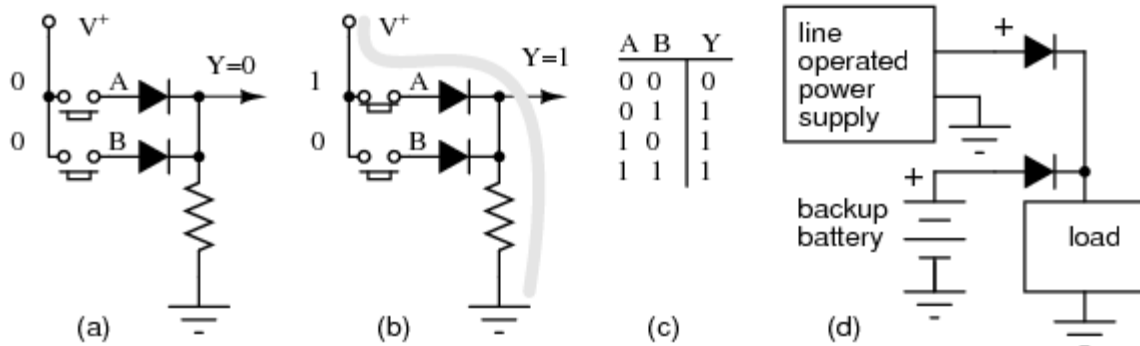 V+
0
A
Y=0
0
B
(a)
V+
1
A
Y=1
0
B
(b)
A B Y
0 0 0
0 1 1
1 0 1
1 1 1
(c)
line
operated
power
supply
+
-
+
backup
battery
load
-
-
(d)